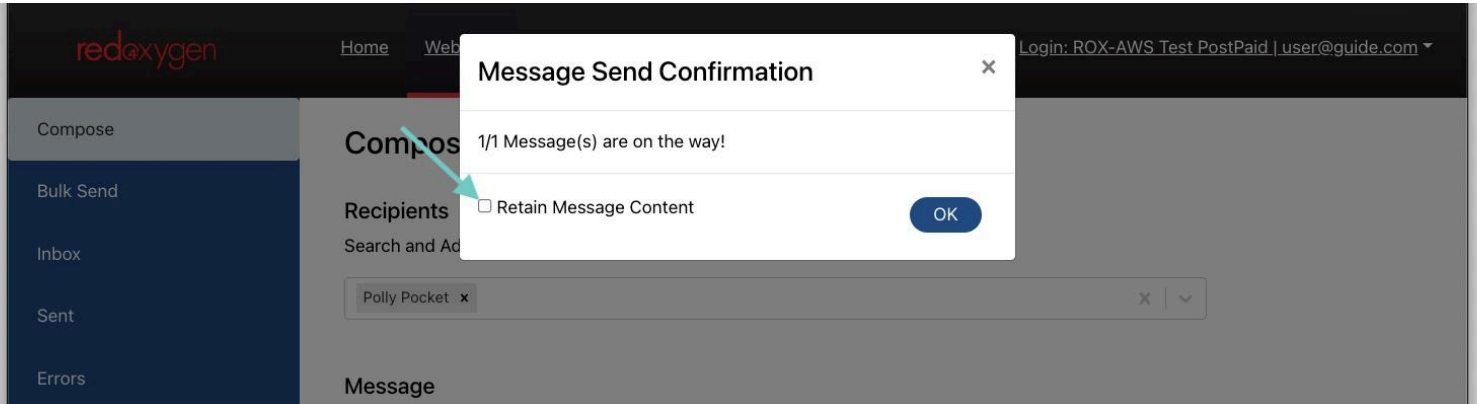 redoxygen
Home
Web
Login: ROX-AWS Test PostPaid | user@guide.com
Message Send Confirmation
×
1/1 Message(s) are on the way!
Retain Message Content
OK
Compose
Bulk Send
Inbox
Sent
Errors
Compos
Recipients
Search and Ad
Polly Pocket x
Message